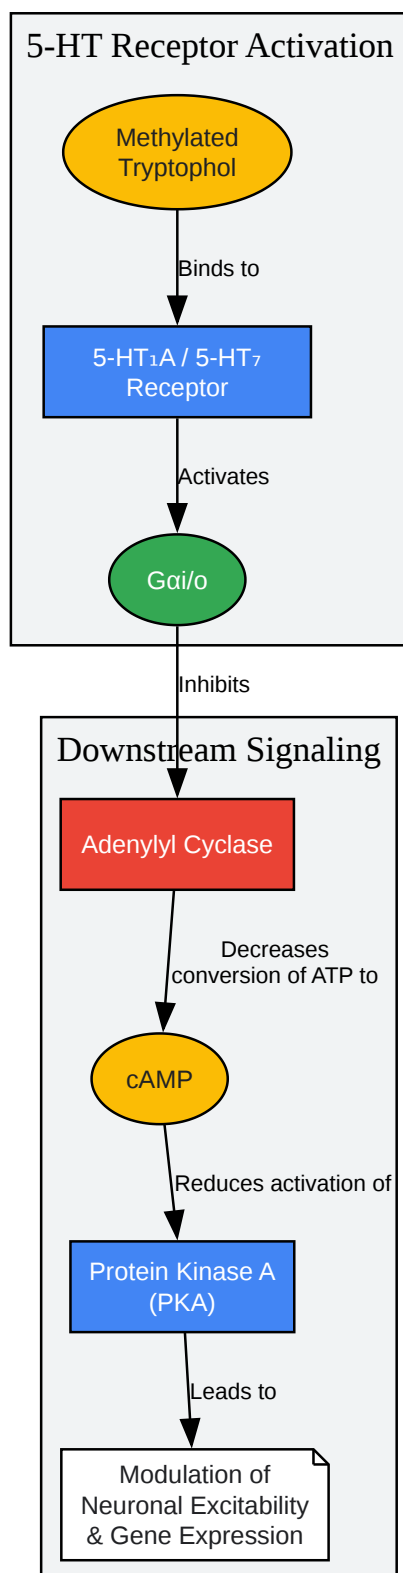 5-HT Receptor Activation
Methylated
Tryptophol
Binds to
5-HT₁A / 5-HT₇
Receptor
Activates
Gαi/o
Inhibits
Downstream Signaling
Adenylyl Cyclase
Decreases
conversion of ATP to
cAMP
Reduces activation of
Protein Kinase A
(PKA)
Leads to
Modulation of
Neuronal Excitability
& Gene Expression